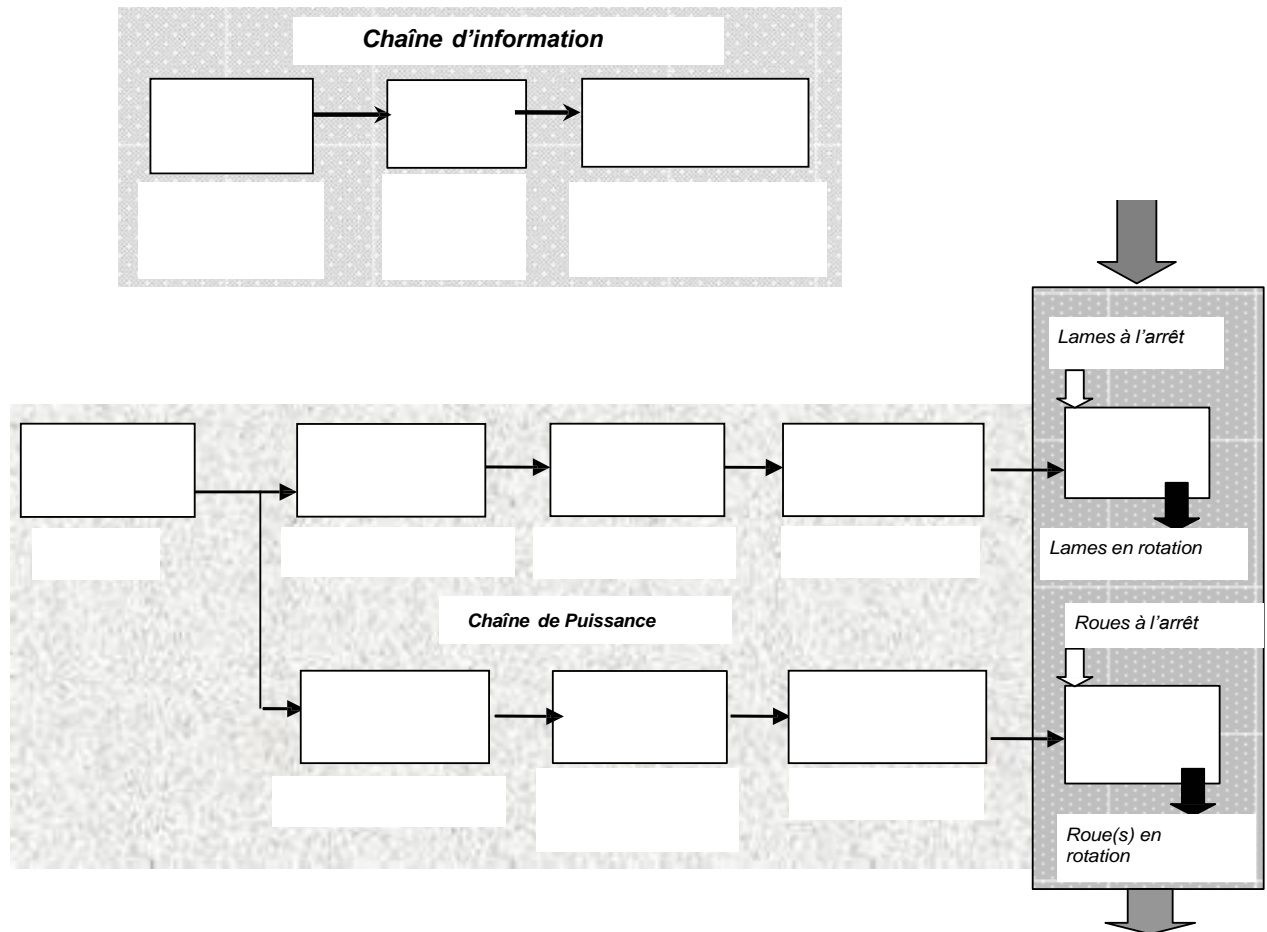 Chaîne d’information
Lames à l’arrêt
Lames en rotation
Chaîne de Puissance
Roues à l’arrêt
Roue(s) en
rotation